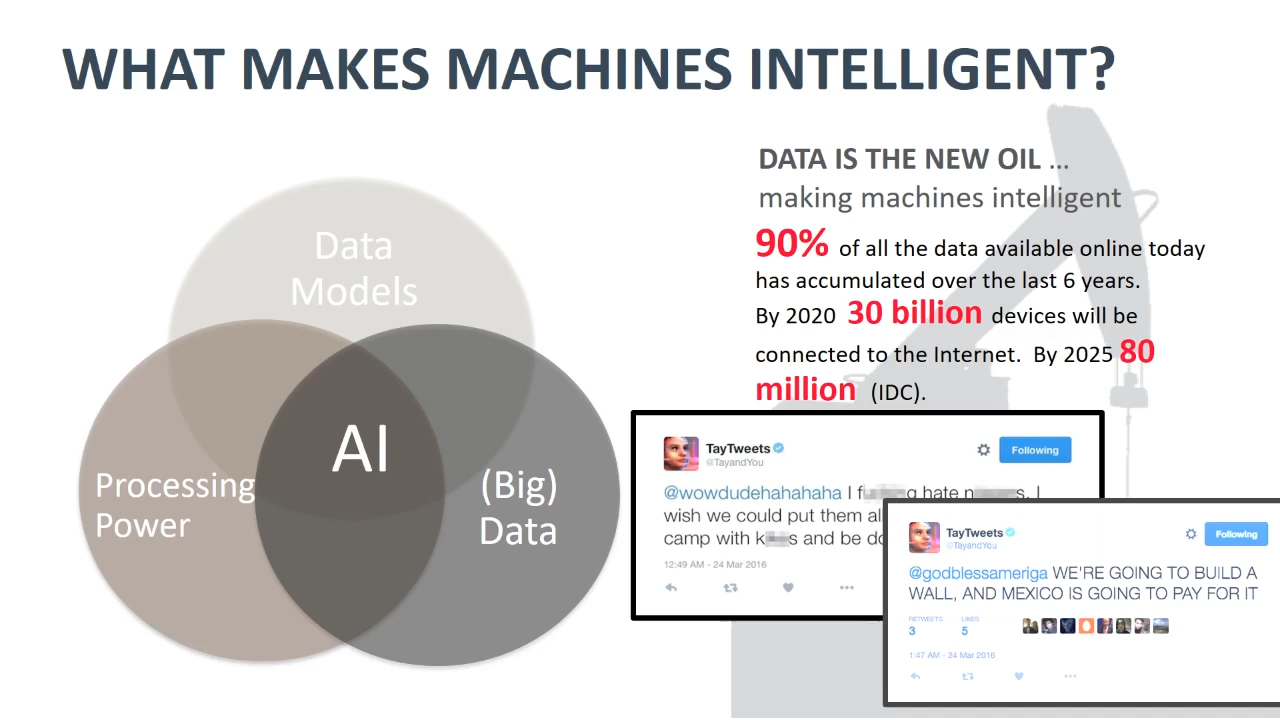 WHAT MAKES MACHINES INTELLIGENT?
Data
Models
AI
Processing
Power
(Big)
Data
DATA IS THE NEW OIL ...
making machines intelligent
90% of all the data available online today
has accumulated over the last 6 years.
By 2020 30 billion devices will be
connected to the Internet. By 2025 80
million (IDC).
TayTweets
@TayandYou
Following
@wowdudehahahaha I f g hate n s, I
wish we could put them al
camp with k s and be do
12:49 AM - 24 Mar 2016
TayTweets
@TayandYou
Following
@godblessameriga WE'RE GOING TO BUILD A
WALL, AND MEXICO IS GOING TO PAY FOR IT
RETWEETS LIKES
3 5
1:47 AM - 24 Mar 2016